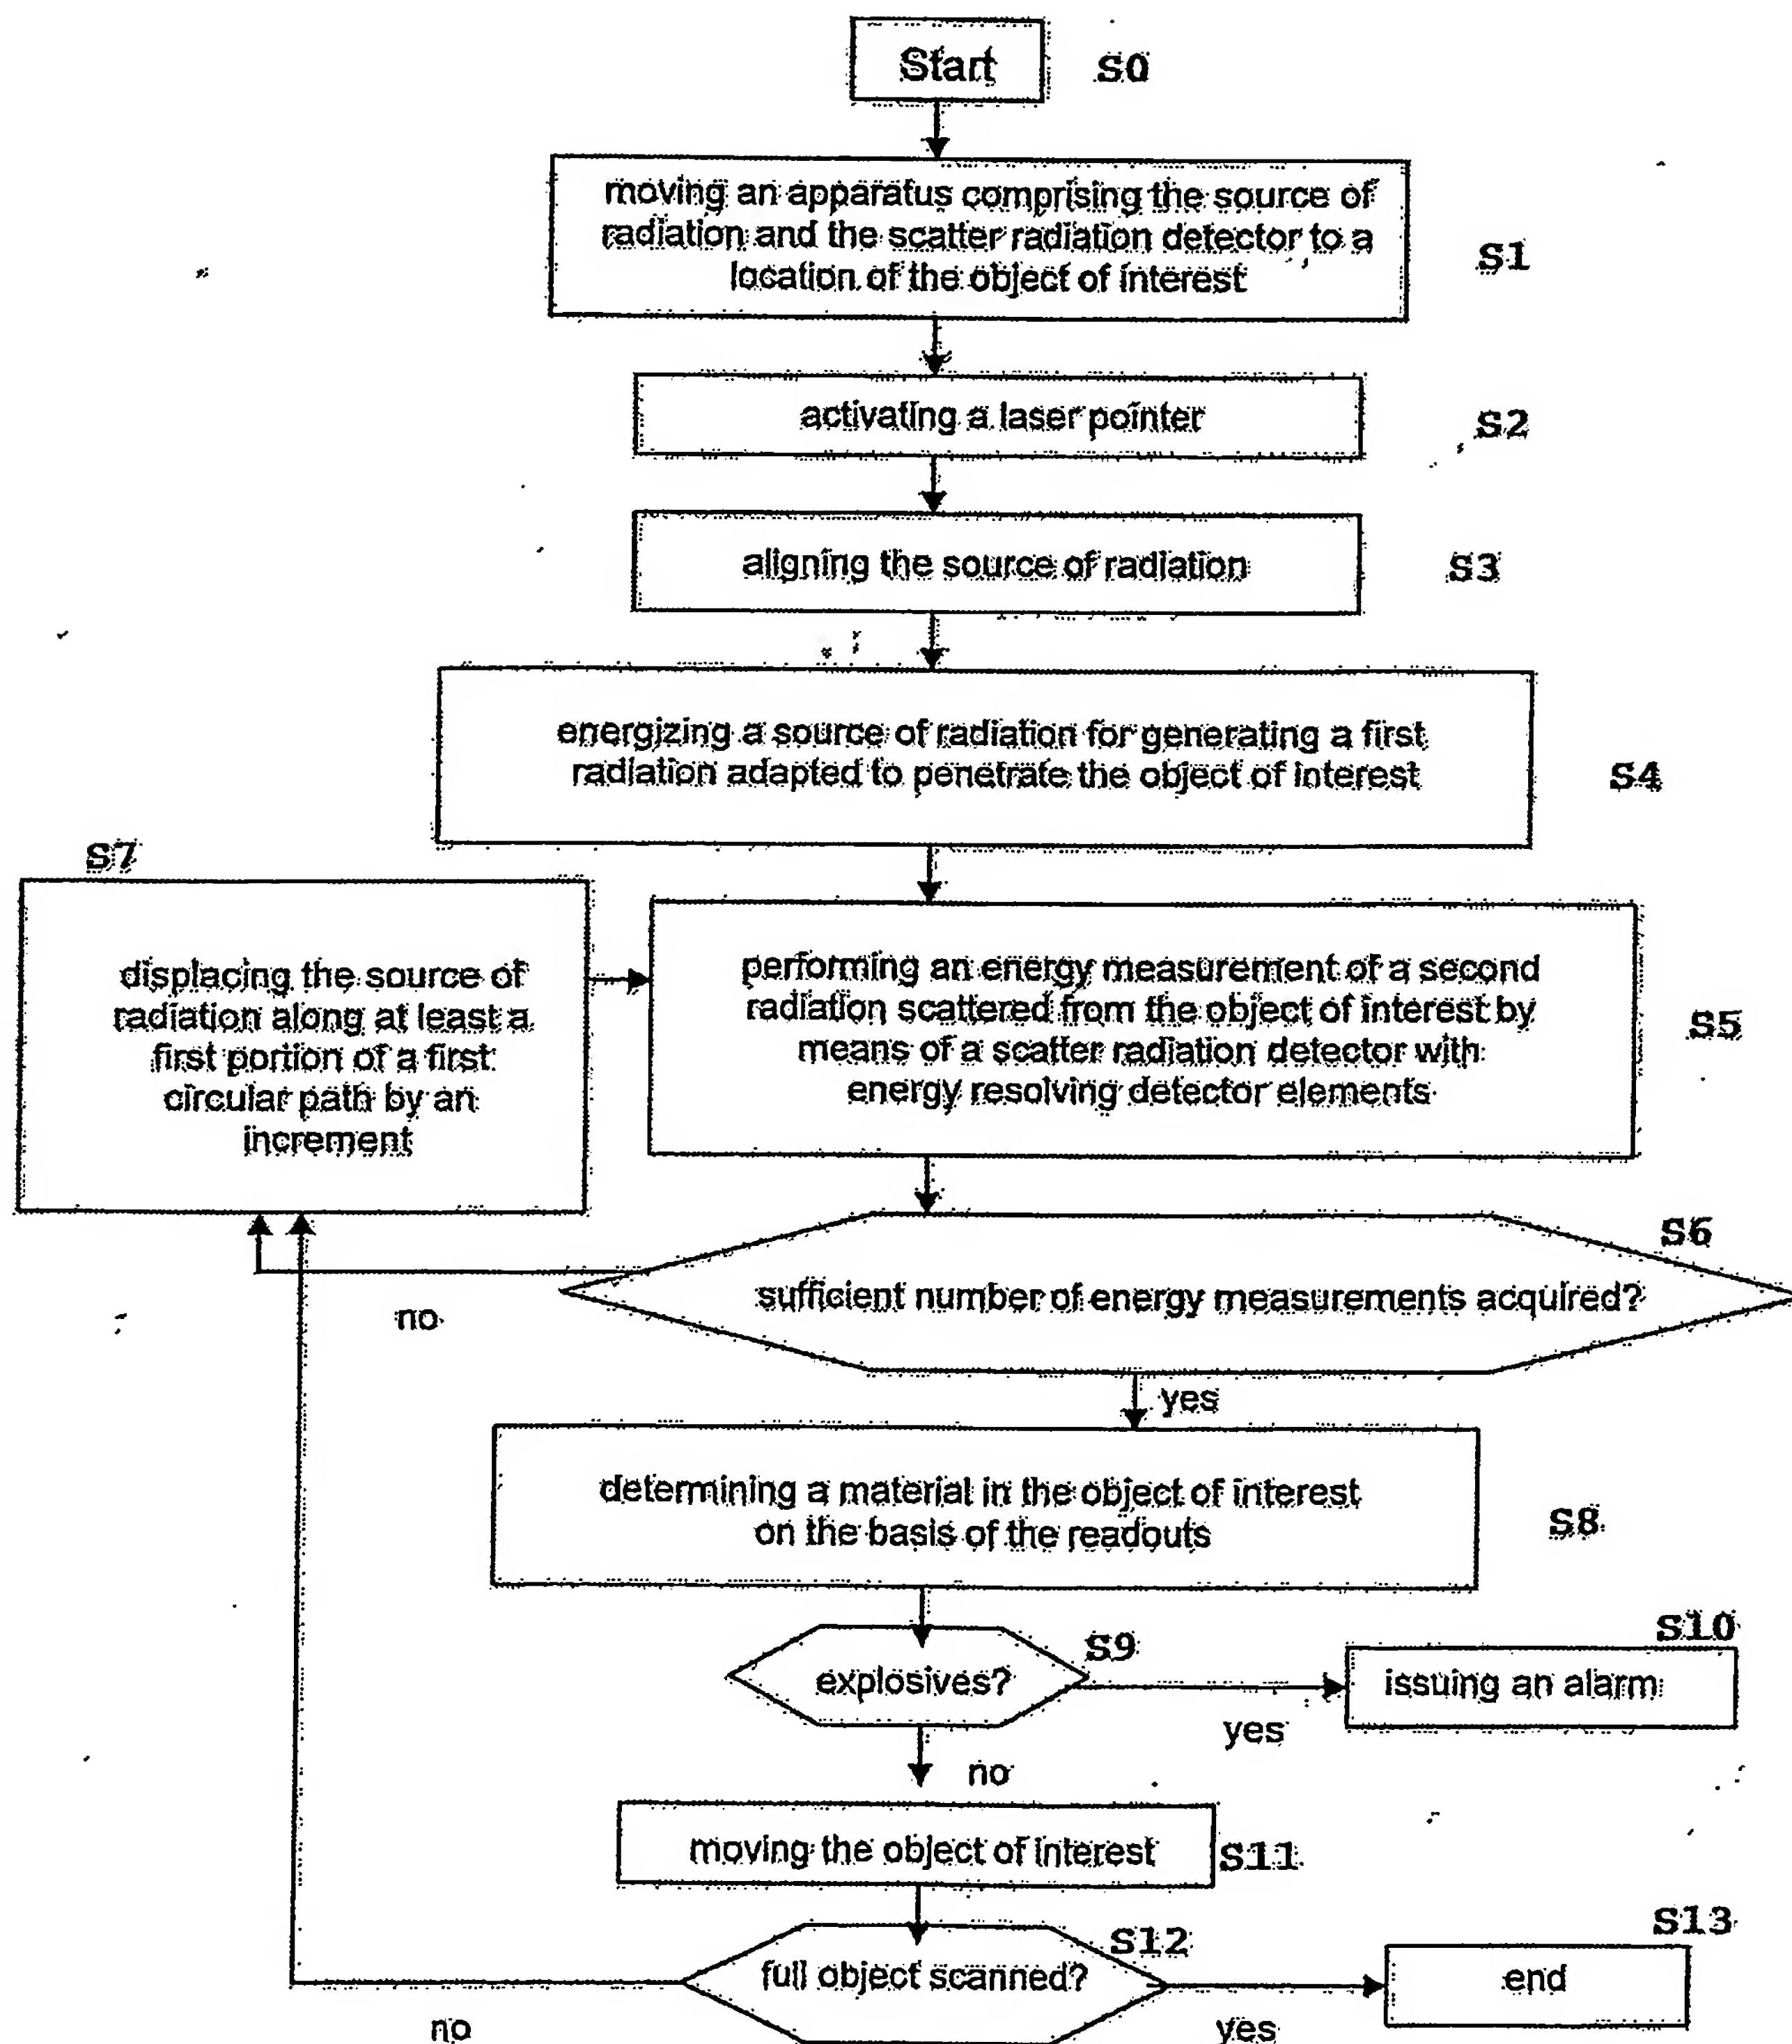 Start S0
moving an apparatus comprising the source of
radiation and the scatter radiation detector to a
location of the object of interest
S1
activating a laser pointer
S2
aligning the source of radiation
S3
energizing a source of radiation for generating a first
radiation adapted to penetrate the object of interest
S4
S7
displacing the source of
radiation along at least a
first portion of a first
circular path by an
increment
performing an energy measurement of a second
radiation scattered from the object of interest by
means of a scatter radiation detector with
energy resolving detector elements
S5
S6
sufficient number of energy measurements acquired?
no
yes
determining a material in the object of interest
on the basis of the readouts
S8
S9
explosives?
yes
S10
issuing an alarm
no
moving the object of interest
S11
S12
full object scanned?
no
yes
S13
end